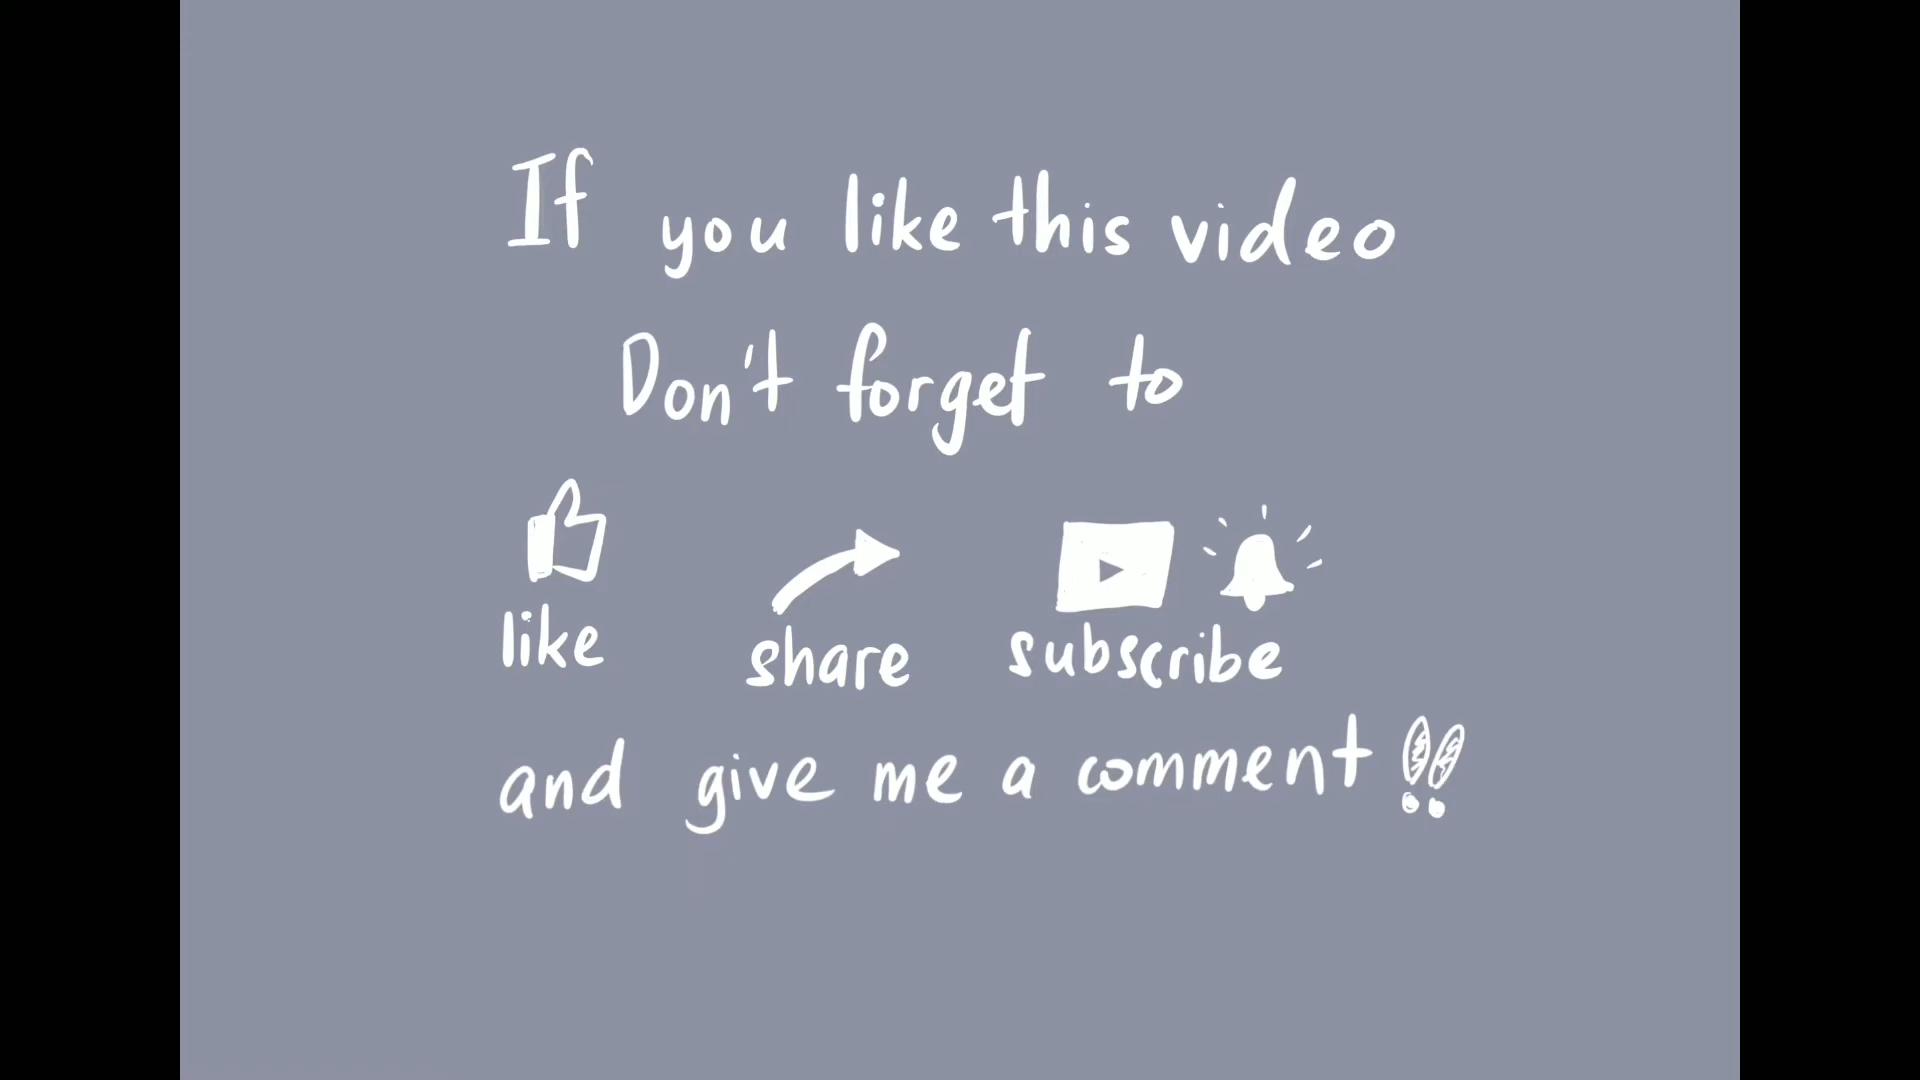 If you like this video
Don't forget to
like share subscribe
and give me a comment !!